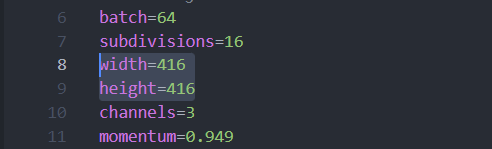 6 batch=64
7 subdivisions=16
8 width=416
9 height=416
10 channels=3
11 momentum=0.949